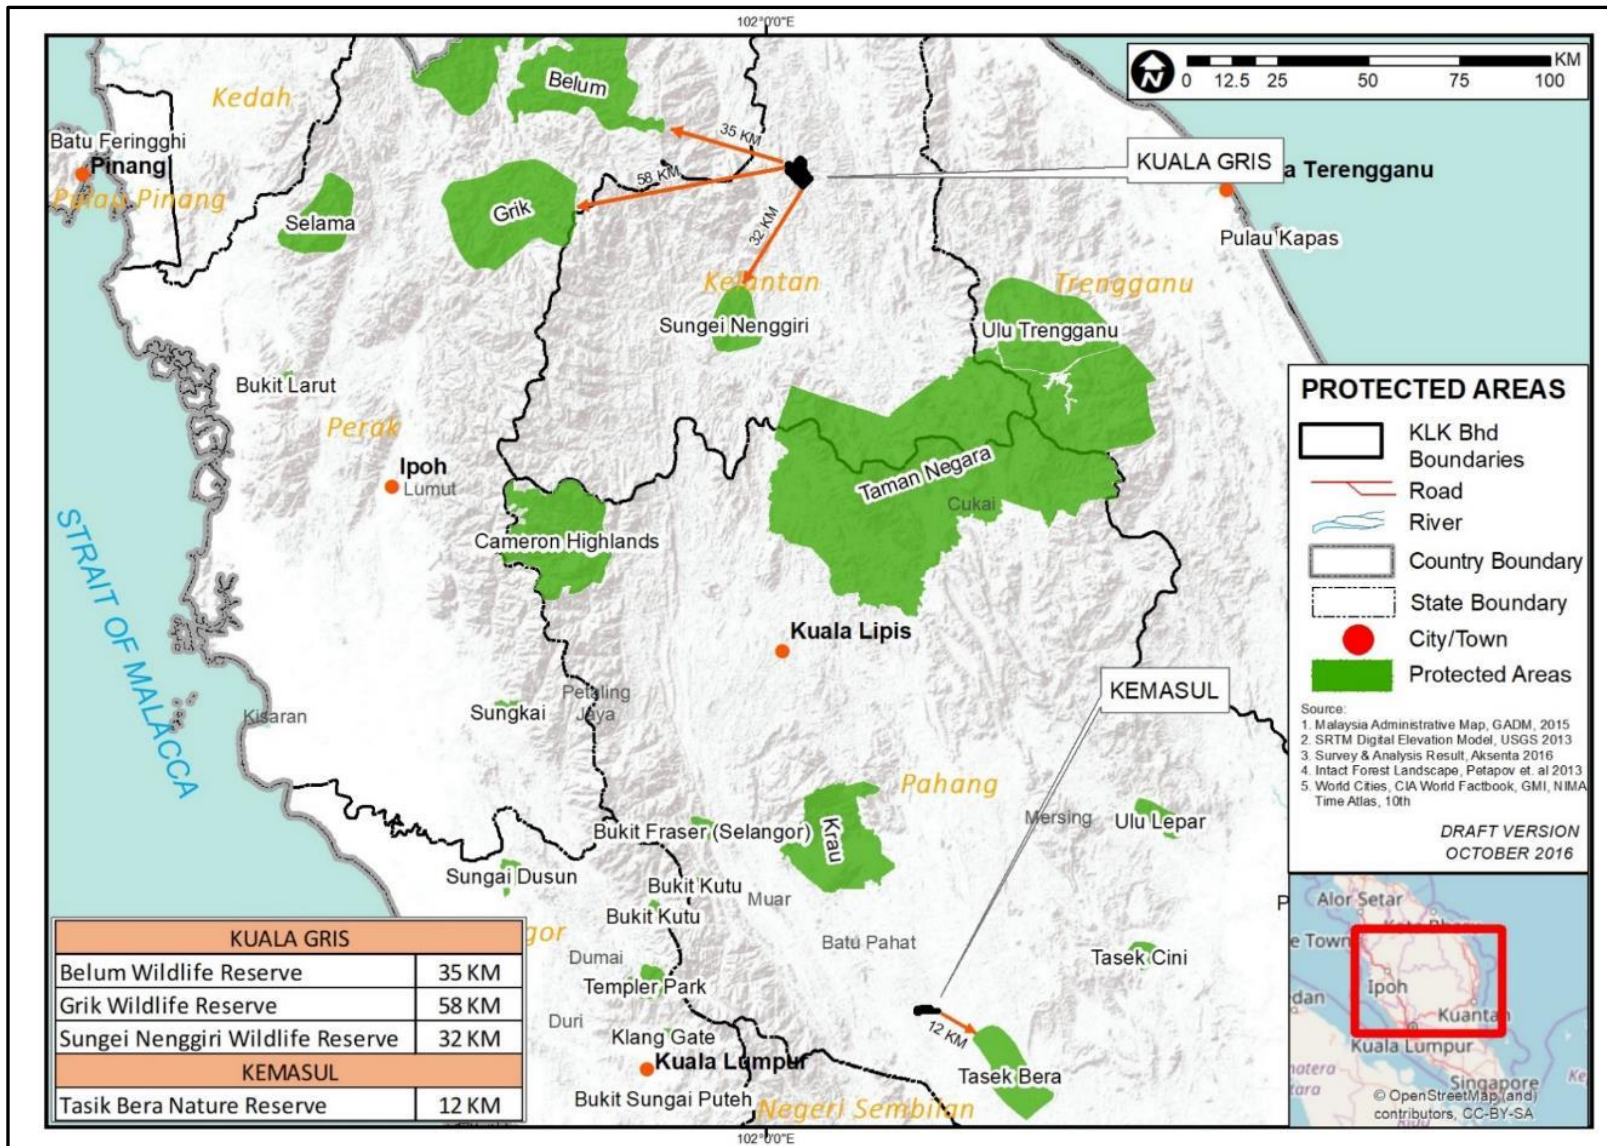 102°0'0"E
KM
0 12.5 25 50 75 100
Belum
Kedah
Batu Feringghi
Pinang
Pulau Pinang
35 KM
58 KM
32 KM
KUALA GRIS
a Terengganu
Pulau Kapas
Selama
Grik
Kelantan
Trengganu
Sungei Nenggiri
Ulu Trengganu
Bukit Larut
Perak
Ipoh
Lumut
Taman Negara
Cukai
Cameron Highlands
STRAIT OF MALACCA
Kuala Lipis
KEMASUL
Petaling
Jaya
Sungkai
Kisaran
Pahang
Mersing
Ulu Lepar
Bukit Fraser (Selangor)
Krau
Sungai Dusun
Bukit Kutu
Muar
Bukit Kutu
Batu Pahat
gor
Dumai
Tasek Cini
Templer Park
Duri
Klang Gate
12 KM
Kuala Lumpur
Tasek Bera
Bukit Sungai Puteh
Negeri Sembilan
P
102°0'0"E
PROTECTED AREAS
KLK Bhd
Boundaries
Road
River
Country Boundary
State Boundary
City/Town
Protected Areas
Source:
1. Malaysia Administrative Map, GADM, 2015
2. SRTM Digital Elevation Model, USGS 2013
3. Survey & Analysis Result, Aksenta 2016
4. Intact Forest Landscape, Petapov et. al 2013
5. World Cities, CIA World Factbook, GMI, NIMA
Time Atlas, 10th
DRAFT VERSION
OCTOBER 2016
KUALA GRIS
Belum Wildlife Reserve 35 KM
Grik Wildlife Reserve 58 KM
Sungei Nenggiri Wildlife Reserve 32 KM
KEMASUL
Tasik Bera Nature Reserve 12 KM
Alor Setar
e Town
Ipoh
edan
Kuantan
Kuala Lumpur
Singapore
© OpenStreetMap (and)
contributors, CC-BY-SA